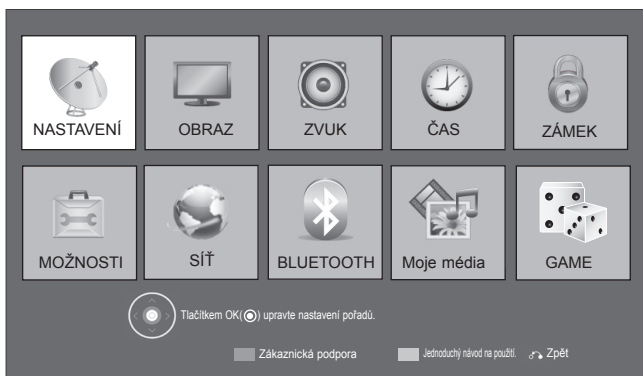 NASTAVENÍ OBRAZ ZVUK ČAS ZÁMEK
MOŽNOSTI SÍŤ BLUETOOTH Moje média GAME
Tlačítkem OK(◉) upravte nastavení pořadů.
Zákaznická podpora Jednoduchý návod na použití. Zpět